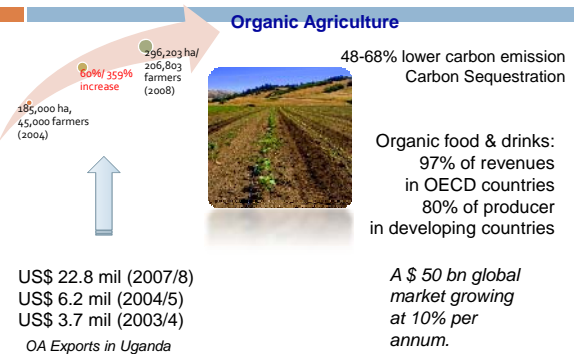 Organic Agriculture
296,203 ha/
206,803
farmers
(2008)
60%/ 359%
increase
185,000 ha,
45,000 farmers
(2004)
48-68% lower carbon emission
Carbon Sequestration
Organic food & drinks:
97% of revenues
in OECD countries
80% of producer
in developing countries
US$ 22.8 mil (2007/8)
US$ 6.2 mil (2004/5)
US$ 3.7 mil (2003/4)
OA Exports in Uganda
A $ 50 bn global
market growing
at 10% per
annum.